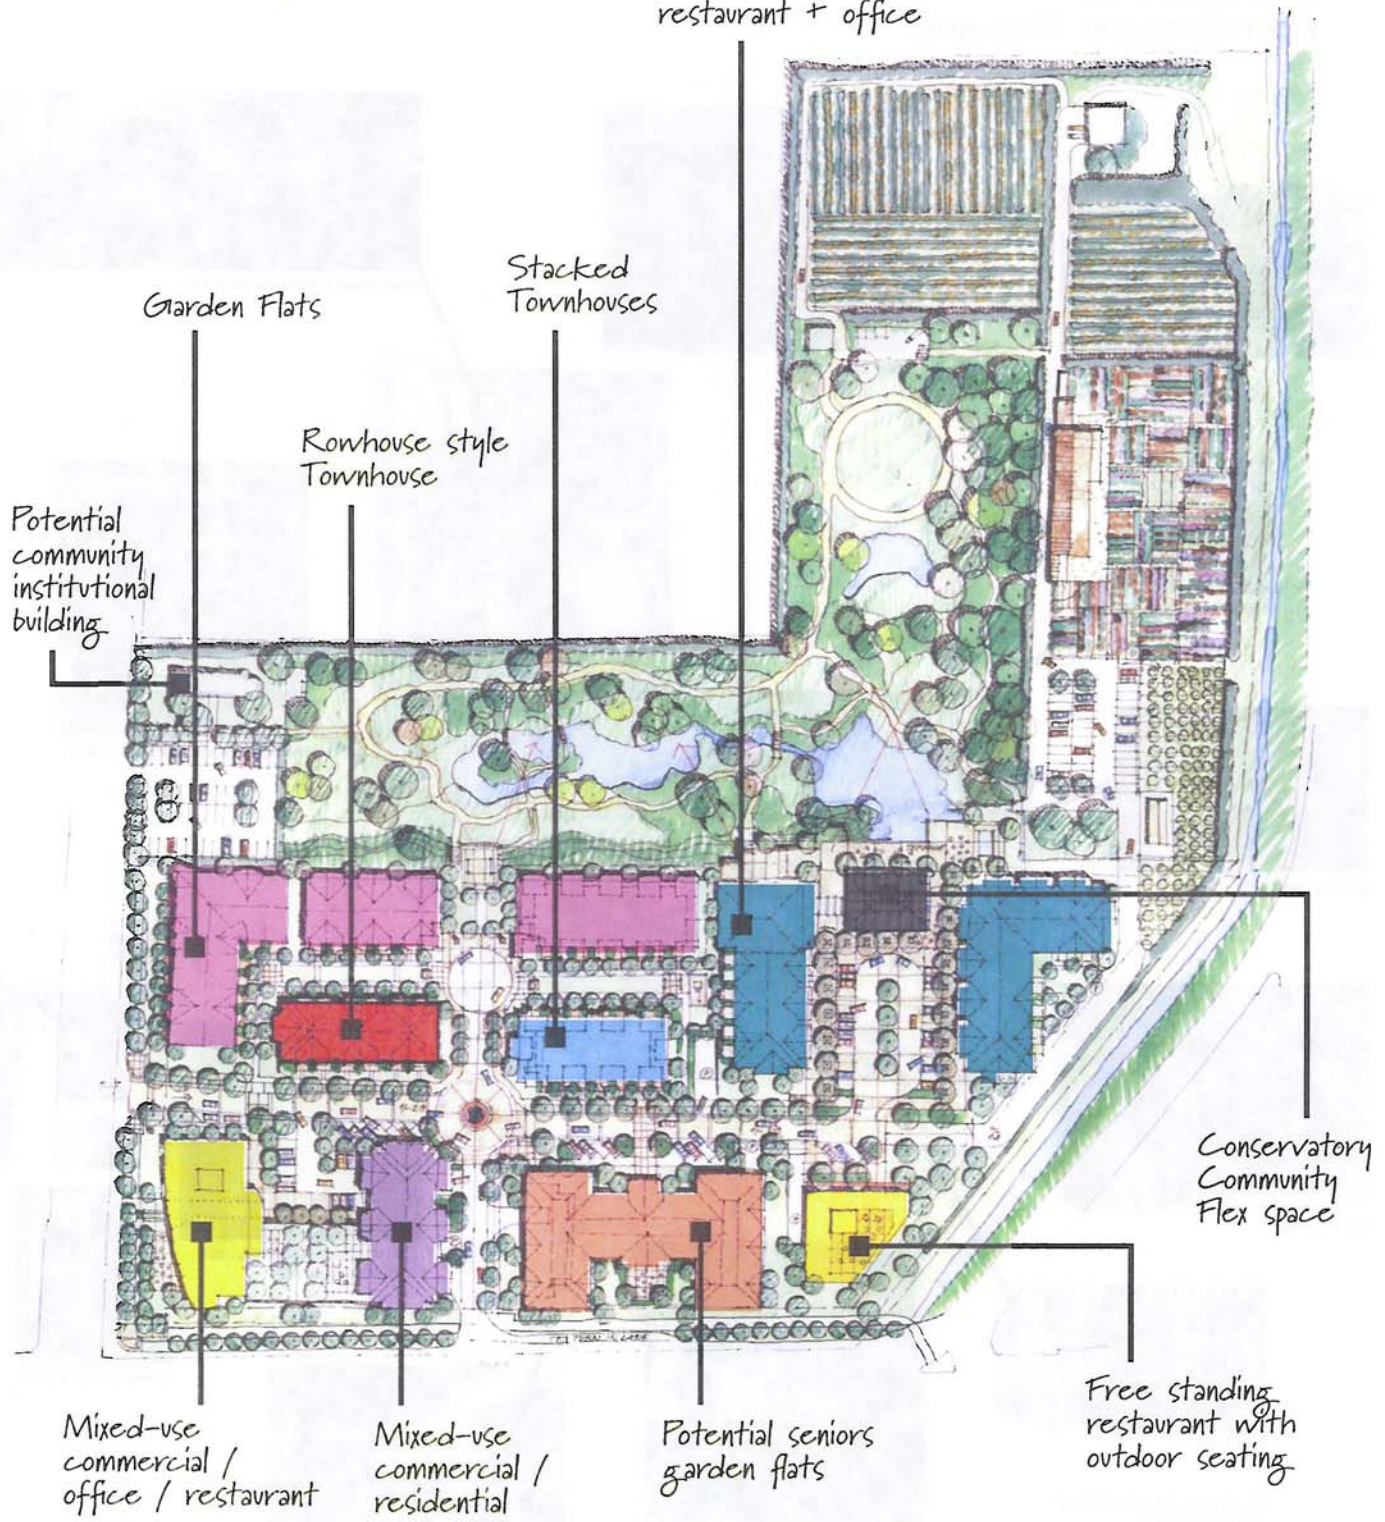 restaurant + office
Stacked
Townhouses
Garden Flats
Rowhouse style
Townhouse
Potential
community
institutional
building
Conservatory
Community
Flex space
Free standing
restaurant with
outdoor seating
Mixed-use
commercial /
office / restaurant
Mixed-use
commercial /
residential
Potential seniors
garden flats